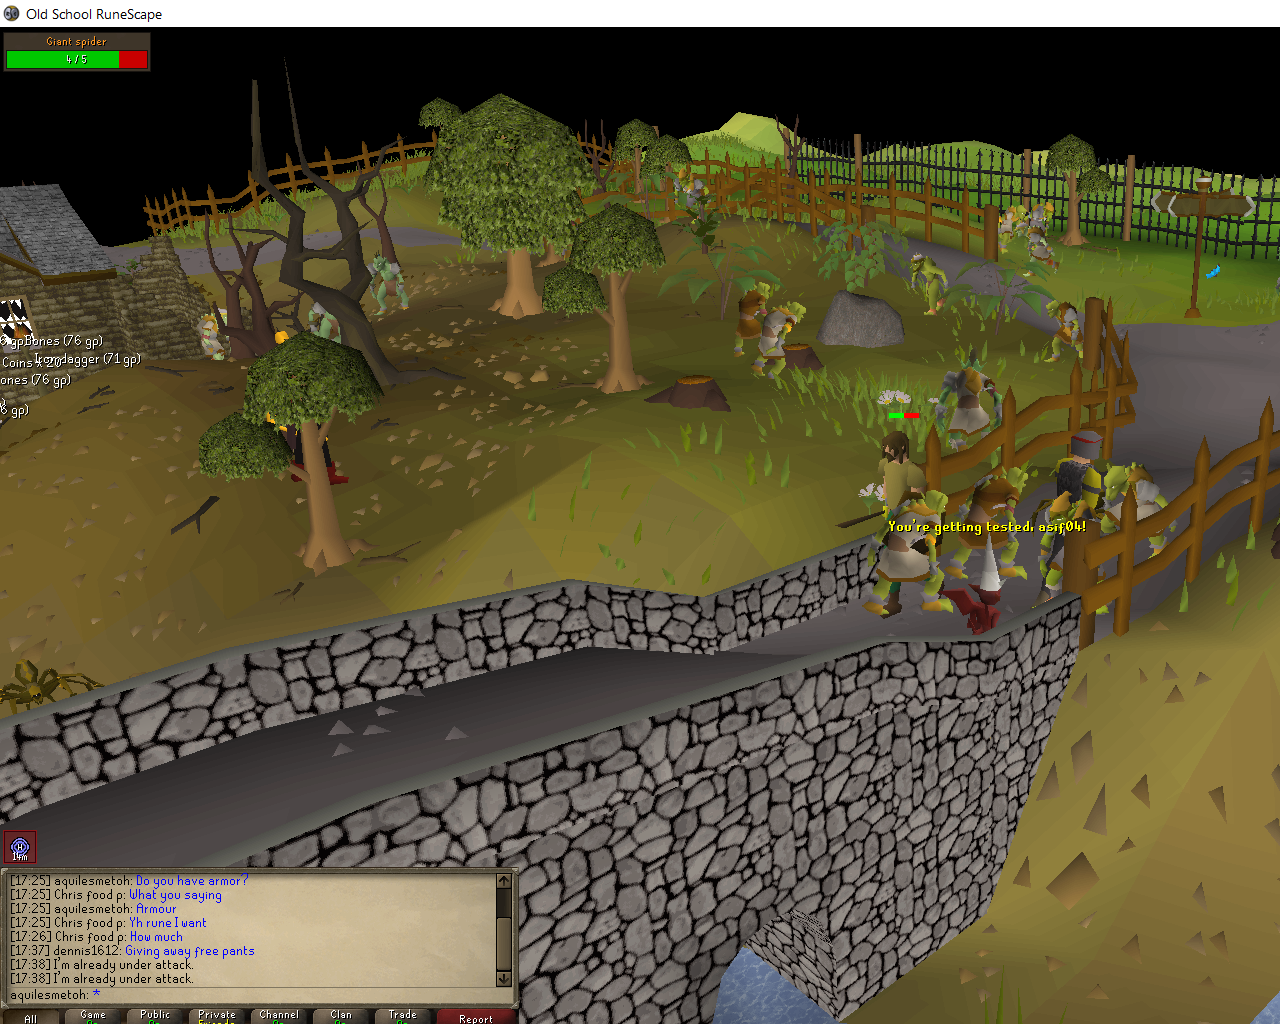 Old School RuneScape
Giant spider
4 / 5
Bones (76 gp)
Iron dagger (71 gp)
Coins x 20
ones (76 gp)
gp)
You're getting tested, asif04!
14m
[17:25] aquilesmetoh: Do you have armor?
[17:25] Chris food p: What you saying
[17:25] aquilesmetoh: Armour
[17:25] Chris food p: Yh rune I want
[17:26] Chris food p: How much
[17:37] dennis1612: Giving away free pants
[17:38] I'm already under attack.
[17:38] I'm already under attack.
aquilesmetoh: *
All Game Public Private Channel Clan Trade Report